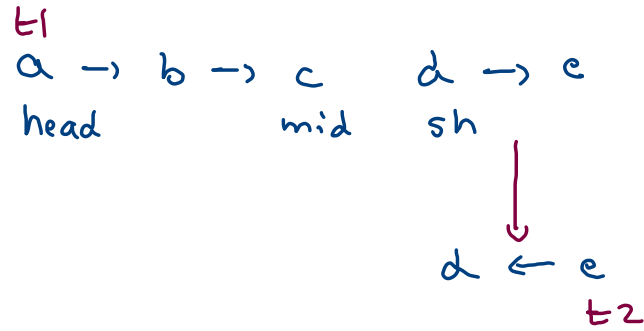 t1
a → b → c d → e
head mid sh
d ← e
t2